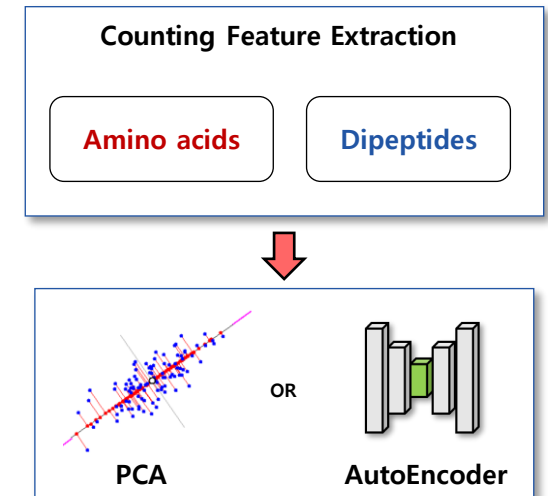 Counting Feature Extraction
Amino acids
Dipeptides
OR
PCA
AutoEncoder